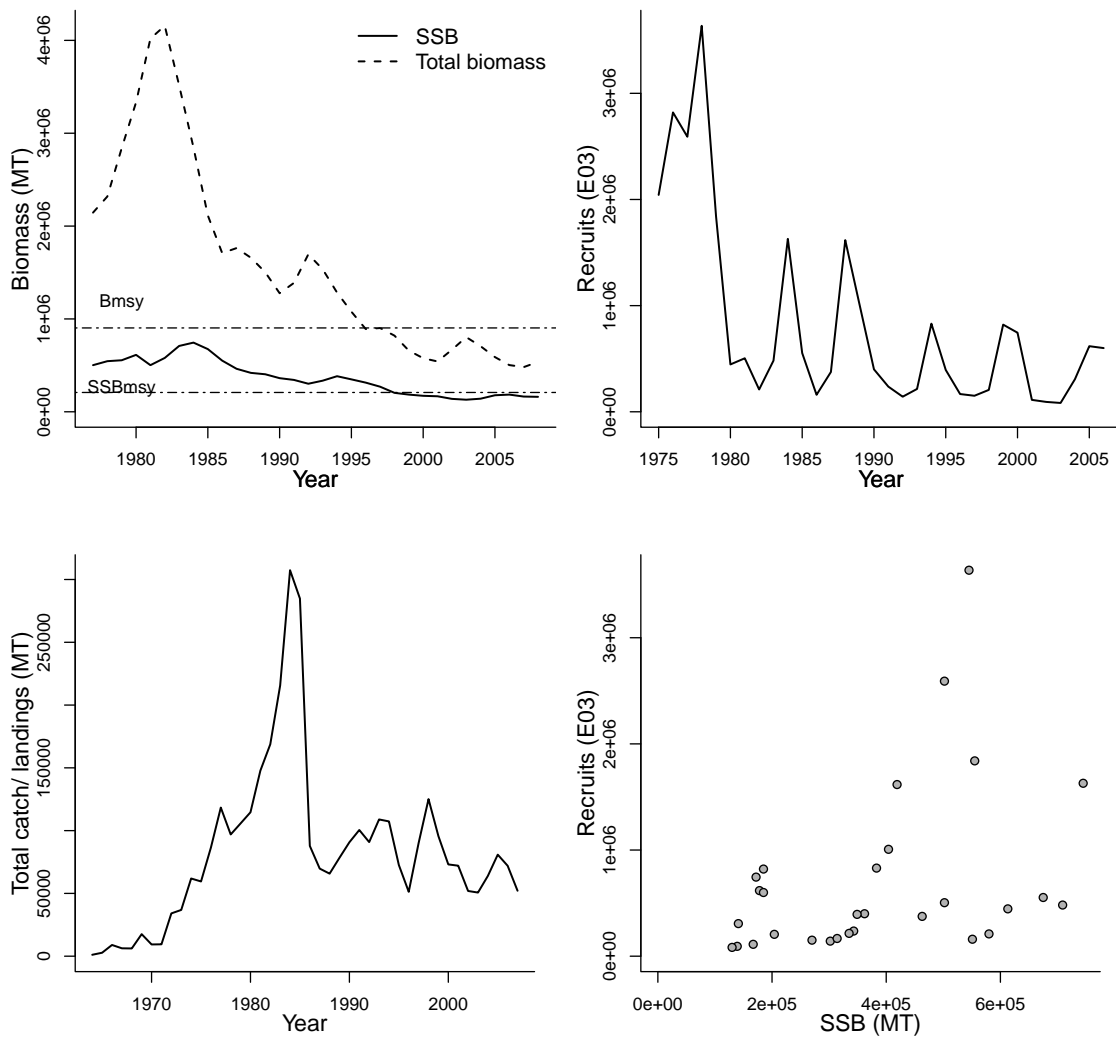 SSB
Total biomass
Bmsy
SSBmsy
Biomass (MT)
0e+00
1e+06
2e+06
3e+06
4e+06
1980 1985 1990 1995 2000 2005
Year
Recruits (E03)
0e+00
1e+06
2e+06
3e+06
1975 1980 1985 1990 1995 2000 2005
Year
Total catch/ landings (MT)
0
50000
150000
250000
1970 1980 1990 2000
Year
Recruits (E03)
0e+00
1e+06
2e+06
3e+06
0e+00 2e+05 4e+05 6e+05
SSB (MT)